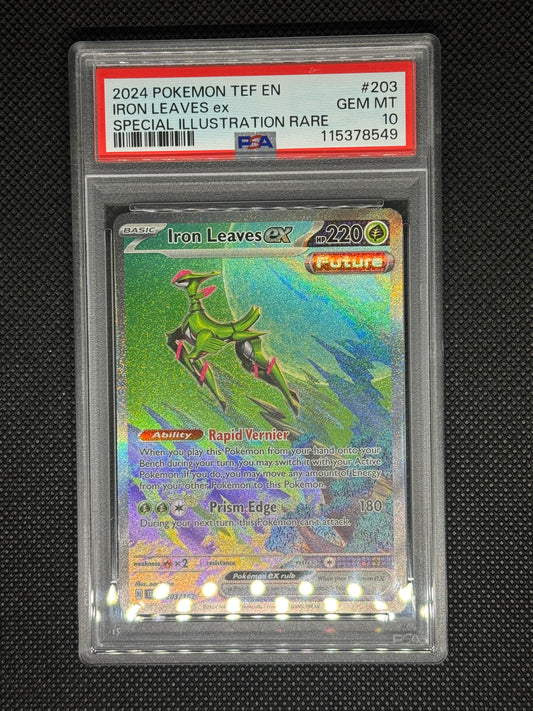 2024 POKEMON TEF EN #203
IRON LEAVES ex GEM MT
SPECIAL ILLUSTRATION RARE 10
PSA 115378549
BASIC Iron Leaves ex HP 220
Future
Ability Rapid Vernier
When you play this Pokémon from your hand onto your
Bench during your turn, you may switch it with your Active
Pokémon. If you do, you may move any amount of Energy
from your other Pokémon to this Pokémon.
Prism Edge 180
During your next turn, this Pokémon can't attack.
weakness ×2 resistance
Pokémon ex rule
PSA